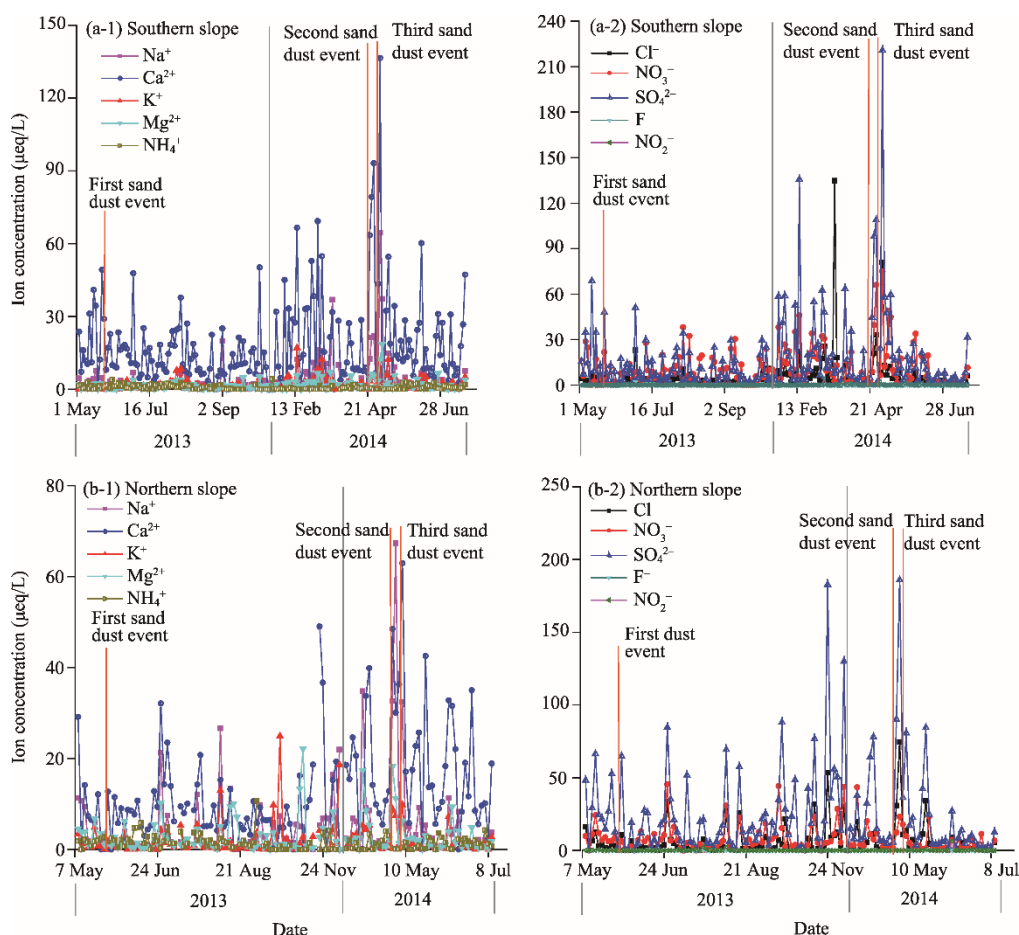 (a-1) Southern slope
Na⁺
Ca²⁺
K⁺
Mg²⁺
NH₄⁺
First sand
dust event
Second sand
dust event
Third sand
dust event
Ion concentration (μeq/L)
150
120
90
60
30
0
1 May
16 Jul
2 Sep
13 Feb
21 Apr
28 Jun
2013
2014
(a-2) Southern slope
Cl⁻
NO₃⁻
SO₄²⁻
F
NO₂⁻
First sand
dust event
Second sand
dust event
Third sand
dust event
240
210
180
150
120
90
60
30
0
1 May
16 Jul
2 Sep
13 Feb
21 Apr
28 Jun
2013
2014
(b-1) Northern slope
Na⁺
Ca²⁺
K⁺
Mg²⁺
NH₄⁺
First sand
dust event
Second sand
dust event
Third sand
dust event
Ion concentration (μeq/L)
80
60
40
20
0
7 May
24 Jun
21 Aug
24 Nov
10 May
8 Jul
2013
2014
Date
(b-2) Northern slope
Cl
NO₃⁻
SO₄²⁻
F⁻
NO₂⁻
First dust
event
Second sand
dust event
Third sand
dust event
250
200
150
100
50
0
7 May
24 Jun
21 Aug
24 Nov
10 May
8 Jul
2013
2014
Date